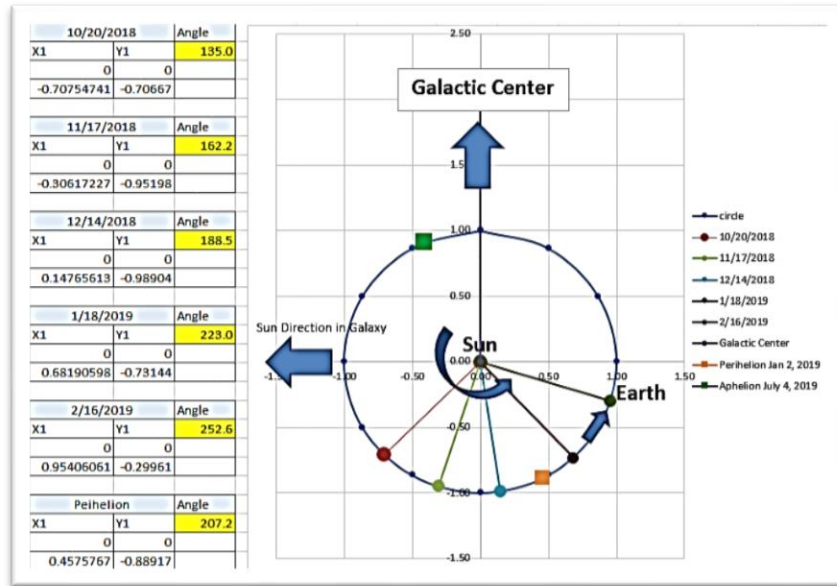 10/20/2018 Angle
X1 Y1 135.0
0 0
-0.70754741 -0.70667
11/17/2018 Angle
X1 Y1 162.2
0 0
-0.30617227 -0.95198
12/14/2018 Angle
X1 Y1 188.5
0 0
0.14765613 -0.98904
1/18/2019 Angle
X1 Y1 223.0
0 0
0.68190598 -0.73144
2/16/2019 Angle
X1 Y1 252.6
0 0
0.95406061 -0.29961
Peihelion Angle
X1 Y1 207.2
0 0
0.4575767 -0.88917
2.50
Galactic Center
1.5
1.00
0.50
Sun Direction in Galaxy
Sun
0.00
-1.00 -0.50 0.00 0.50 1.00 1.50
Earth
-0.50
-1.00
-1.50
circle
10/20/2018
11/17/2018
12/14/2018
1/18/2019
2/16/2019
Galactic Center
Perihelion Jan 2, 2019
Aphelion July 4, 2019